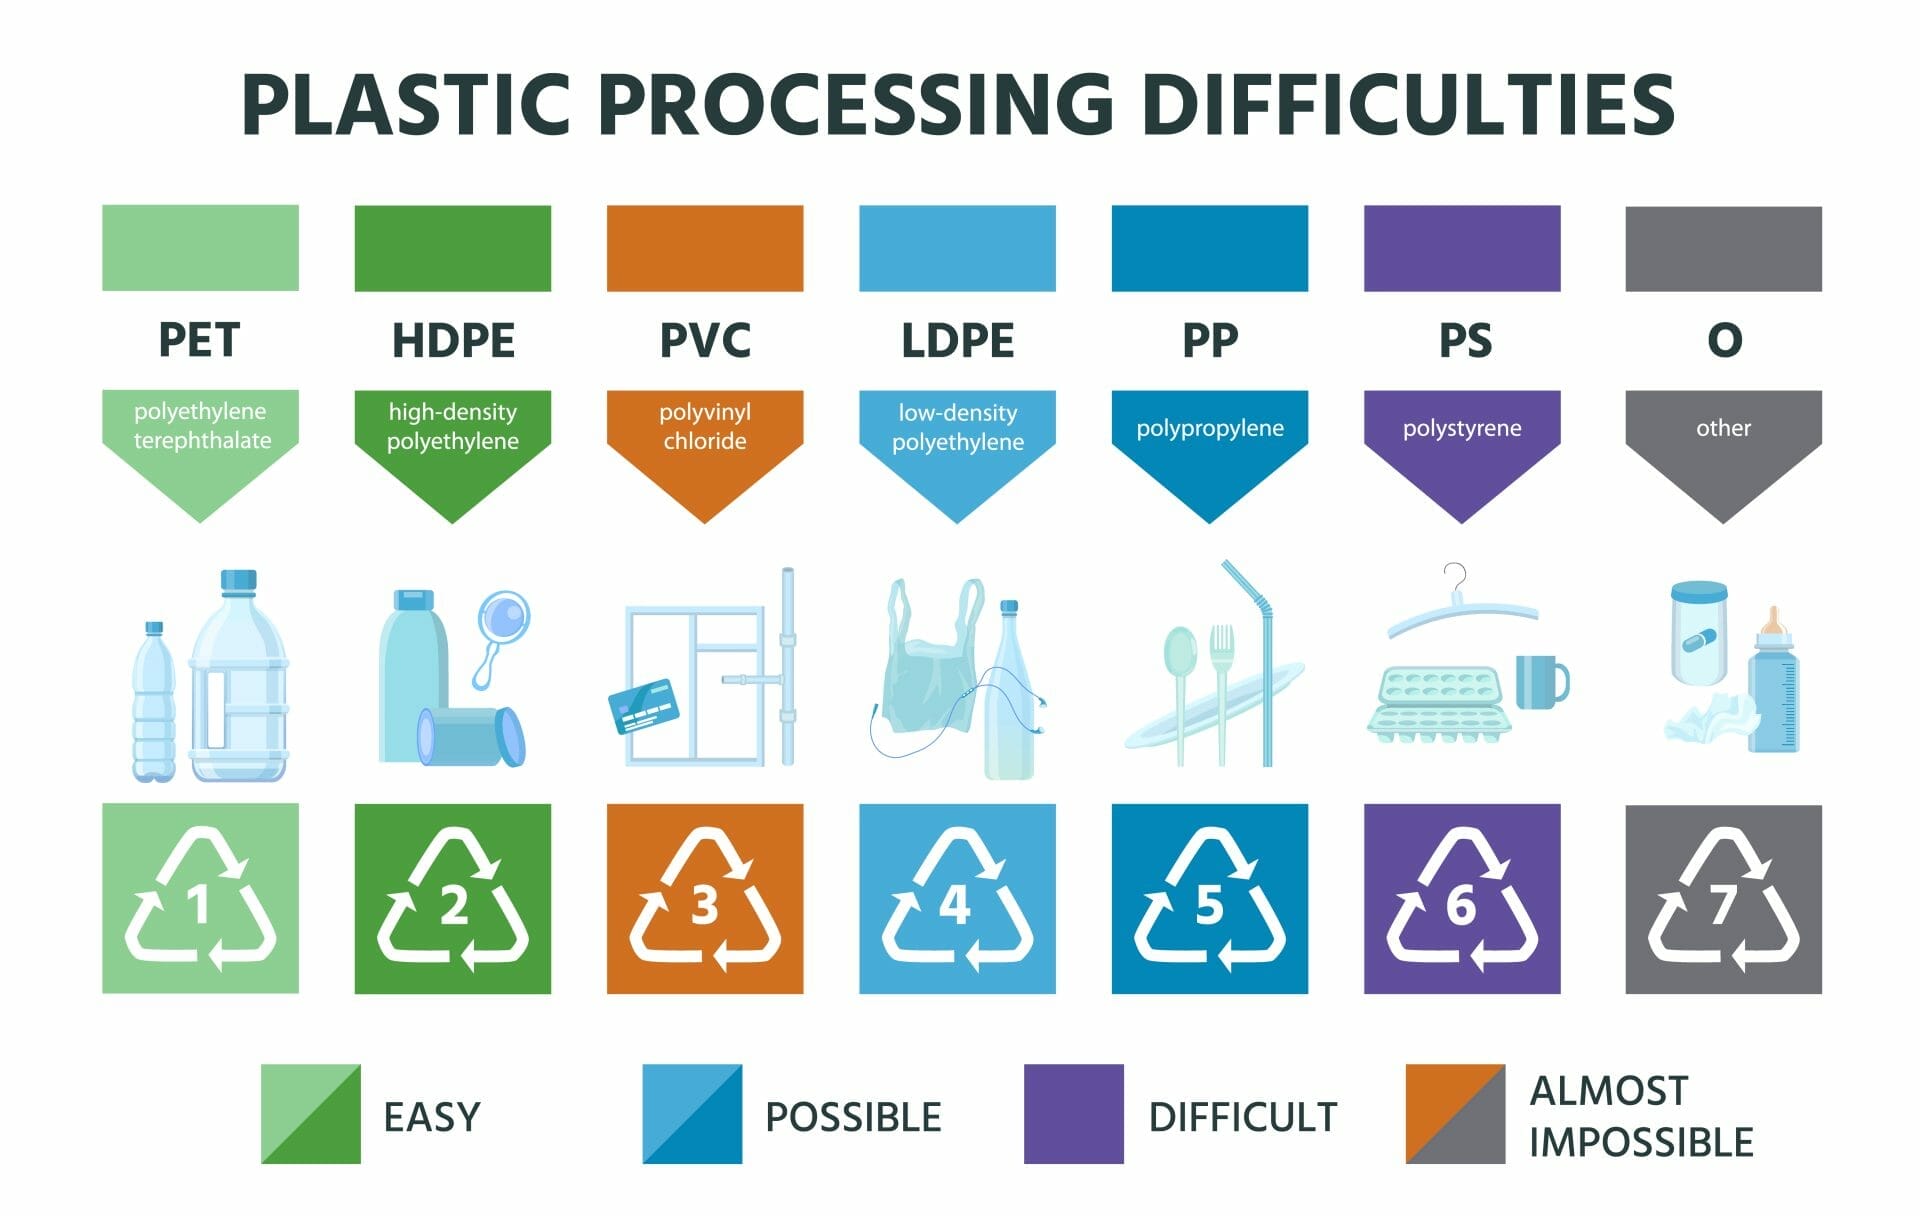 PLASTIC PROCESSING DIFFICULTIES
PET
HDPE
PVC
LDPE
PP
PS
O
polyethylene
terephthalate
high-density
polyethylene
polyvinyl
chloride
low-density
polyethylene
polypropylene
polystyrene
other
1
2
3
4
5
6
7
EASY
POSSIBLE
DIFFICULT
ALMOST
IMPOSSIBLE